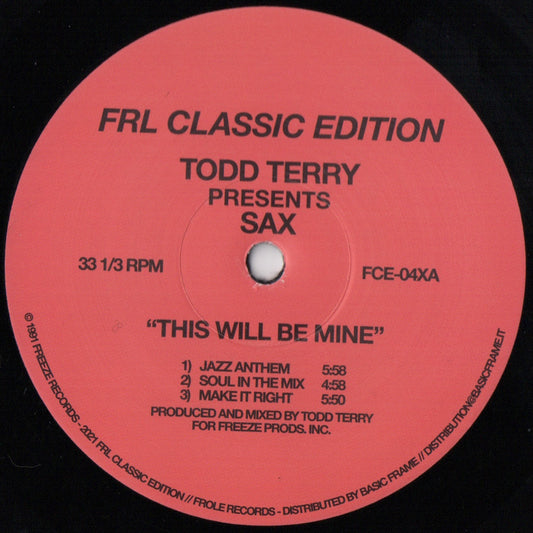 FRL CLASSIC EDITION
TODD TERRY
PRESENTS
SAX
33 1/3 RPM
FCE-04XA
“THIS WILL BE MINE”
1) JAZZ ANTHEM 5:58
2) SOUL IN THE MIX 4:58
3) MAKE IT RIGHT 5:50
PRODUCED AND MIXED BY TODD TERRY
FOR FREEZE PRODS. INC.
© 1991 FREEZE RECORDS - 2021 FRL CLASSIC EDITION // FROLE RECORDS - DISTRIBUTED BY BASIC FRAME // DISTRIBUTION@BASICFRAME.IT